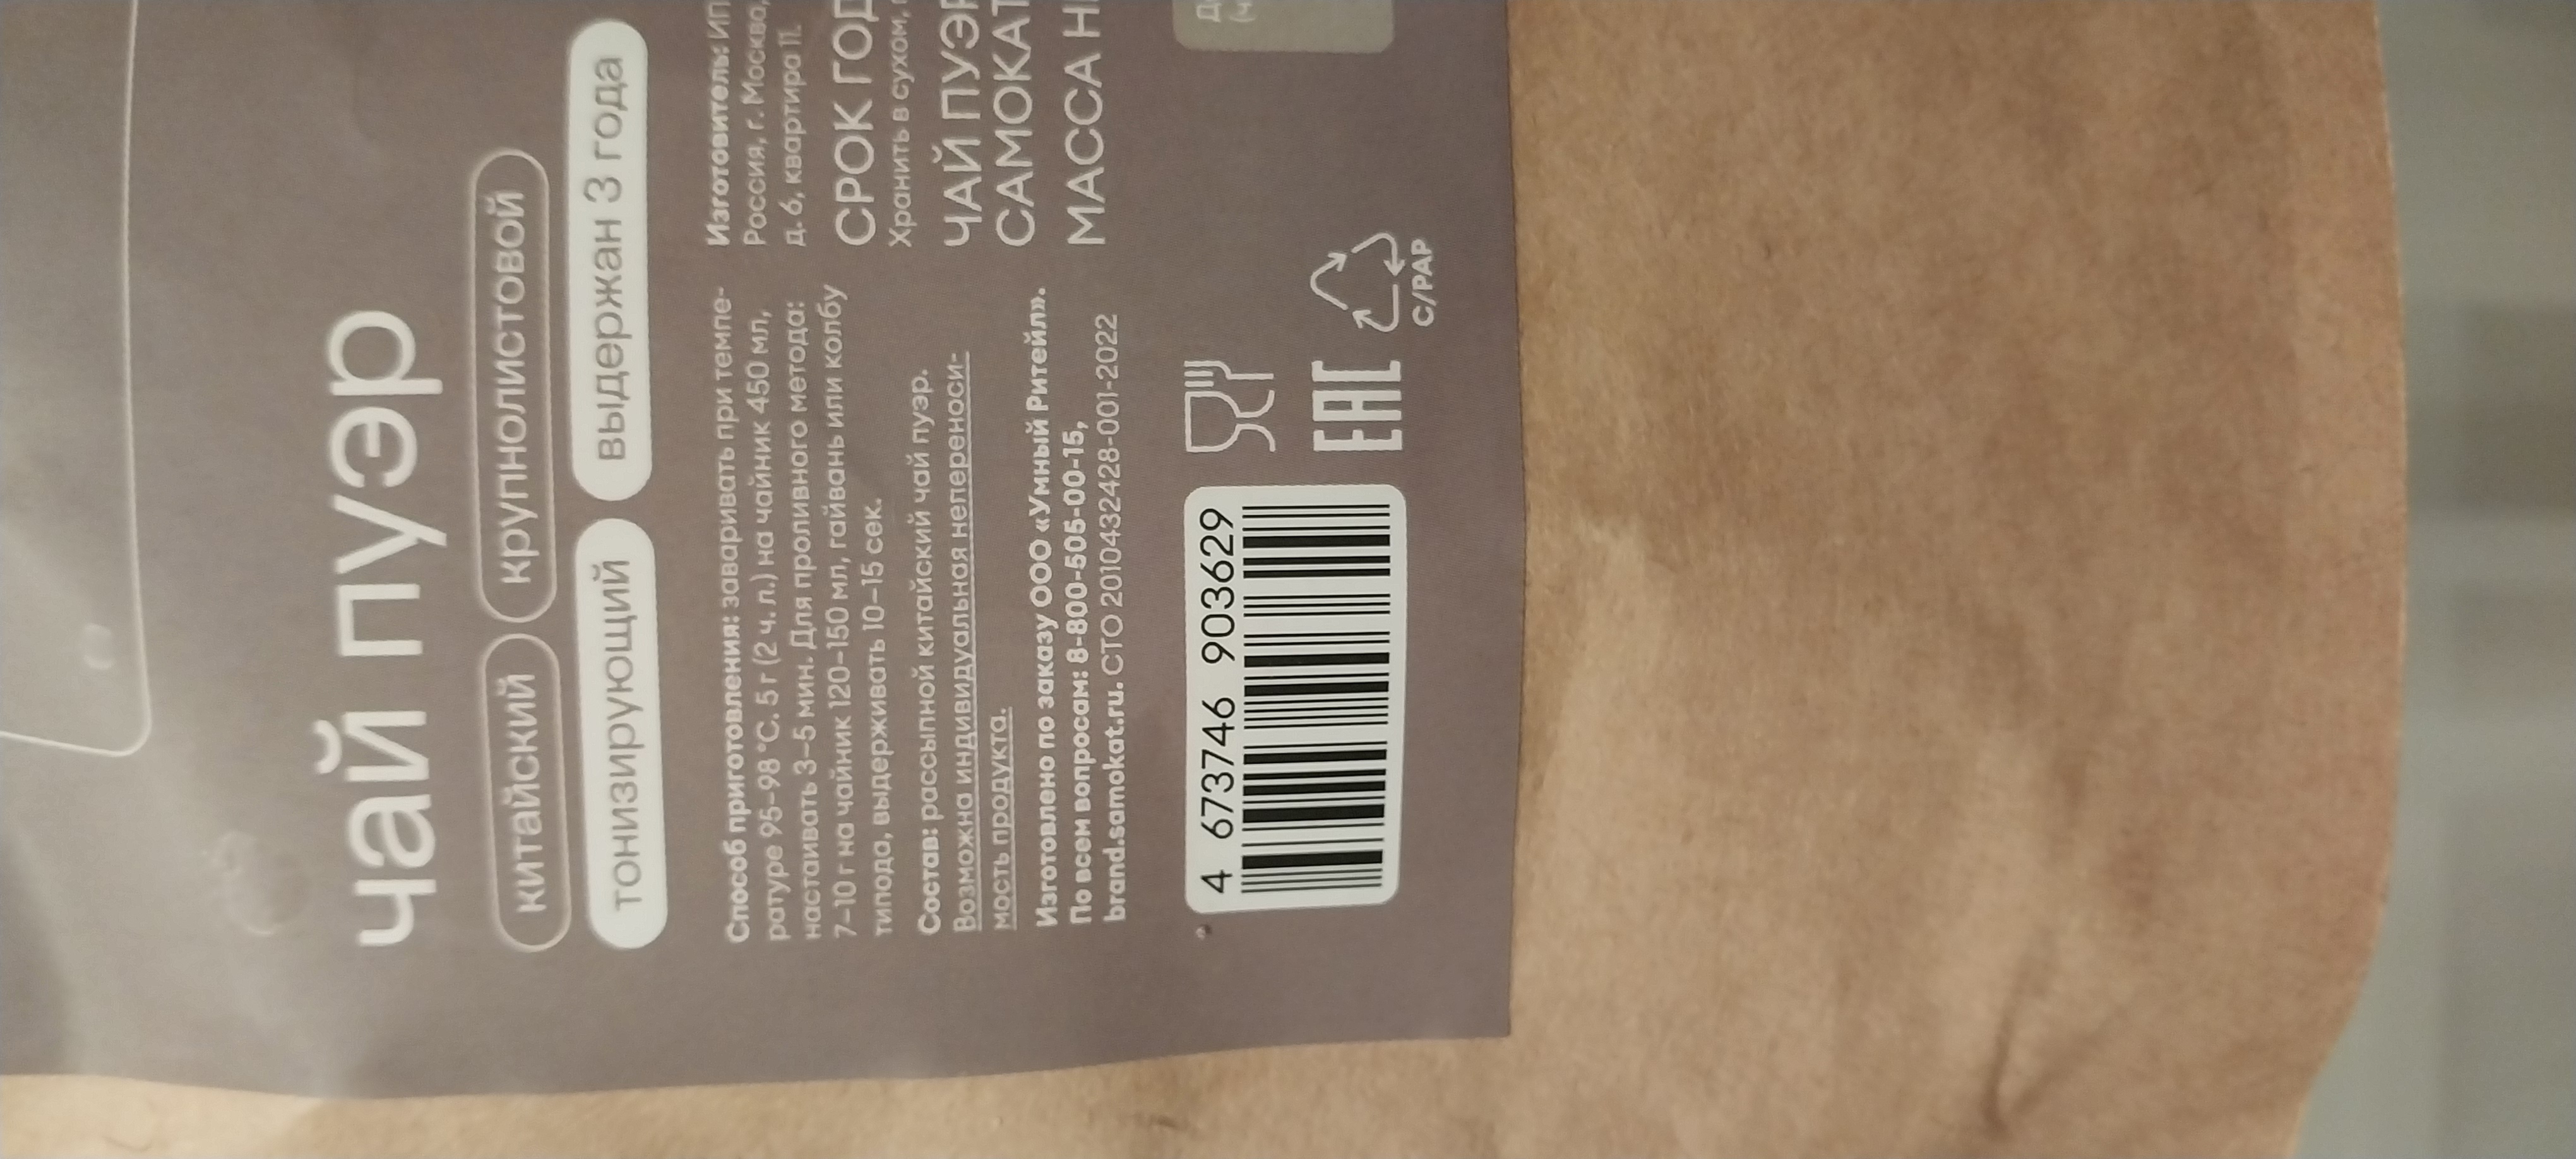 чай пуэр
китайский крупнолистовой
тонизирующий выдержан 3 года
Способ приготовления: заваривать при темпе-
ратуре 95–98 °C. 5 г (2 ч. л.) на чайник 450 мл,
настаивать 3–5 мин. Для проливного метода:
7–10 г на чайник 120–150 мл, гайвань или колбу
типода, выдерживать 10–15 сек.
Состав: рассыпной китайский чай пуэр.
Возможна индивидуальная непереноси-
мость продукта.
Изготовлено по заказу ООО «Умный Ритейл».
По всем вопросам: 8-800-505-00-15,
brand.samokat.ru. СТО 2010432428-001-2022
4 673746 903629
EAC
C/PAP
Изготовитель: ИП
Россия, г. Москва,
д. 6, квартира 11.
СРОК ГОД
Хранить в сухом,
ЧАЙ ПУЭР
САМОКАТ
МАССА Н